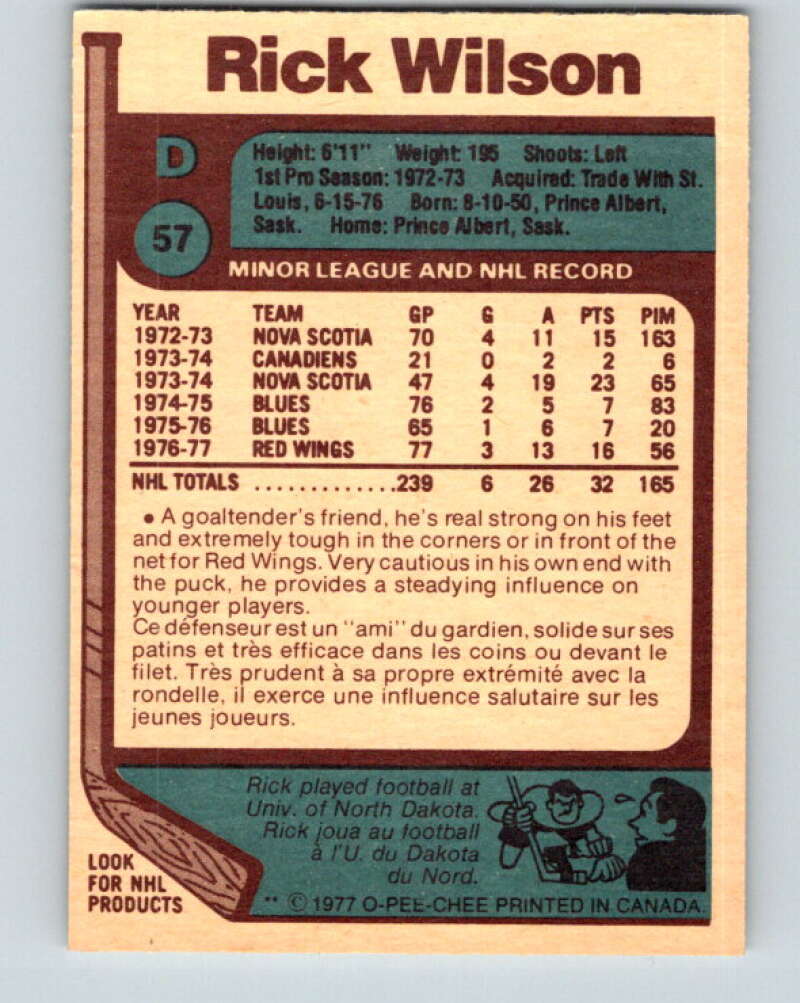 Rick Wilson
D
57
Height: 6'11" Weight: 195 Shoots: Left
1st Pro Season: 1972-73 Acquired: Trade With St.
Louis, 6-15-76 Born: 8-10-50, Prince Albert,
Sask. Home: Prince Albert, Sask.
MINOR LEAGUE AND NHL RECORD
YEAR TEAM GP G A PTS PIM
1972-73 NOVA SCOTIA 70 4 11 15 163
1973-74 CANADIENS 21 0 2 2 6
1973-74 NOVA SCOTIA 47 4 19 23 65
1974-75 BLUES 76 2 5 7 83
1975-76 BLUES 65 1 6 7 20
1976-77 RED WINGS 77 3 13 16 56
NHL TOTALS .............239 6 26 32 165
• A goaltender's friend, he's real strong on his feet
and extremely tough in the corners or in front of the
net for Red Wings. Very cautious in his own end with
the puck, he provides a steadying influence on
younger players.
Ce défenseur est un "ami" du gardien, solide sur ses
patins et très efficace dans les coins ou devant le
filet. Très prudent à sa propre extrémité avec la
rondelle, il exerce une influence salutaire sur les
jeunes joueurs.
Rick played football at
Univ. of North Dakota.
Rick joua au football
à l'U. du Dakota
du Nord.
LOOK
FOR NHL
PRODUCTS
** © 1977 O-PEE-CHEE PRINTED IN CANADA.